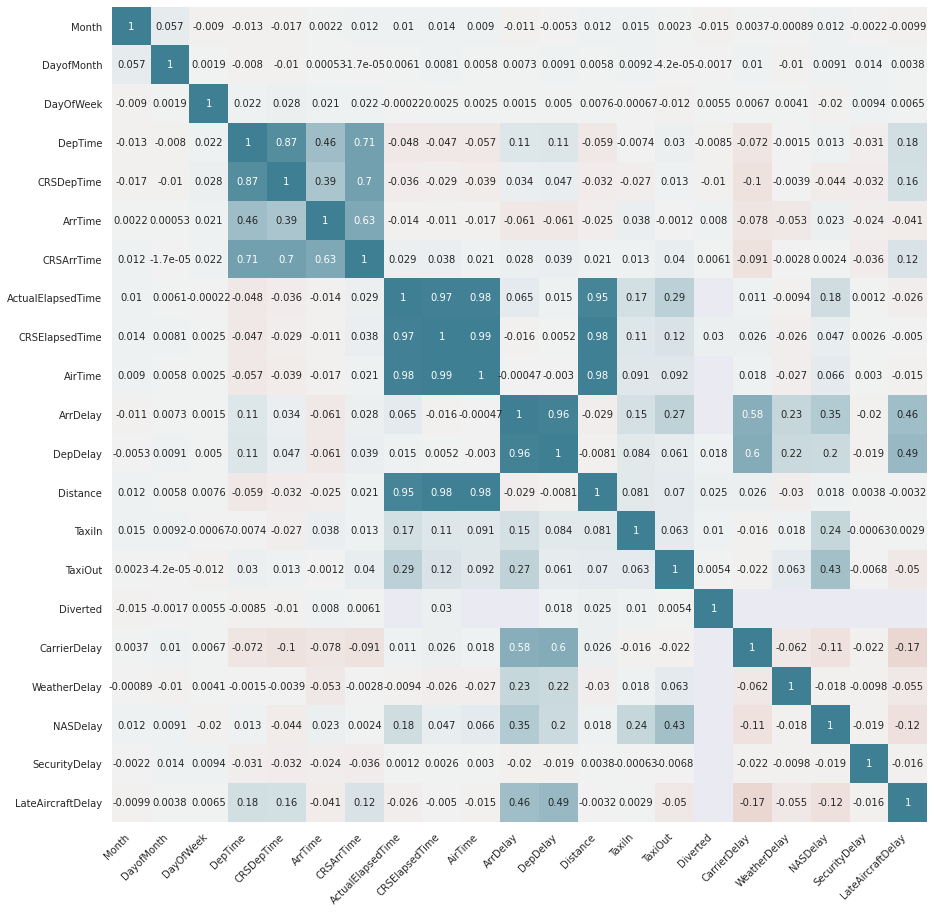 Month 1 0.057 -0.009 -0.013 -0.017 0.0022 0.012 0.01 0.014 0.009 -0.011 -0.0053 0.012 0.015 0.0023 -0.015 0.0037 -0.00089 0.012 -0.0022 -0.0099
DayofMonth 0.057 1 0.0019 -0.008 -0.01 0.00053 -1.7e-05 0.0061 0.0081 0.0058 0.0073 0.0091 0.0058 0.0092 -4.2e-05 -0.0017 0.01 -0.01 0.0091 0.014 0.0038
DayOfWeek -0.009 0.0019 1 0.022 0.028 0.021 0.022 -0.00022 0.0025 0.0025 0.0015 0.005 0.0076 -0.00067 -0.012 0.0055 0.0067 0.0041 -0.02 0.0094 0.0065
DepTime -0.013 -0.008 0.022 1 0.87 0.46 0.71 -0.048 -0.047 -0.057 0.11 0.11 -0.059 -0.0074 0.03 -0.0085 -0.072 -0.0015 0.013 -0.031 0.18
CRSDepTime -0.017 -0.01 0.028 0.87 1 0.39 0.7 -0.036 -0.029 -0.039 0.034 0.047 -0.032 -0.027 0.013 -0.01 -0.1 -0.0039 -0.044 -0.032 0.16
ArrTime 0.0022 0.00053 0.021 0.46 0.39 1 0.63 -0.014 -0.011 -0.017 -0.061 -0.061 -0.025 0.038 -0.0012 0.008 -0.078 -0.053 0.023 -0.024 -0.041
CRSArrTime 0.012 -1.7e-05 0.022 0.71 0.7 0.63 1 0.029 0.038 0.021 0.028 0.039 0.021 0.013 0.04 0.0061 -0.091 -0.0028 0.0024 -0.036 0.12
ActualElapsedTime 0.01 0.0061 -0.00022 -0.048 -0.036 -0.014 0.029 1 0.97 0.98 0.065 0.015 0.95 0.17 0.29 0.011 -0.0094 0.18 0.0012 -0.026
CRSElapsedTime 0.014 0.0081 0.0025 -0.047 -0.029 -0.011 0.038 0.97 1 0.99 -0.016 0.0052 0.98 0.11 0.12 0.03 0.026 -0.026 0.047 0.0026 -0.005
AirTime 0.009 0.0058 0.0025 -0.057 -0.039 -0.017 0.021 0.98 0.99 1 -0.00047 -0.003 0.98 0.091 0.092 0.018 -0.027 0.066 0.003 -0.015
ArrDelay -0.011 0.0073 0.0015 0.11 0.034 -0.061 0.028 0.065 -0.016 -0.00047 1 0.96 -0.029 0.15 0.27 0.58 0.23 0.35 -0.02 0.46
DepDelay -0.0053 0.0091 0.005 0.11 0.047 -0.061 0.039 0.015 0.0052 -0.003 0.96 1 -0.0081 0.084 0.061 0.018 0.6 0.22 0.2 -0.019 0.49
Distance 0.012 0.0058 0.0076 -0.059 -0.032 -0.025 0.021 0.95 0.98 0.98 -0.029 -0.0081 1 0.081 0.07 0.025 0.026 -0.03 0.018 0.0038 -0.0032
TaxiIn 0.015 0.0092 -0.00067 -0.0074 -0.027 0.038 0.013 0.17 0.11 0.091 0.15 0.084 0.081 1 0.063 0.01 -0.016 0.018 0.24 -0.00063 0.0029
TaxiOut 0.0023 -4.2e-05 -0.012 0.03 0.013 -0.0012 0.04 0.29 0.12 0.092 0.27 0.061 0.07 0.063 1 0.0054 -0.022 0.063 0.43 -0.0068 -0.05
Diverted -0.015 -0.0017 0.0055 -0.0085 -0.01 0.008 0.0061 0.03 0.018 0.025 0.01 0.0054 1
CarrierDelay 0.0037 0.01 0.0067 -0.072 -0.1 -0.078 -0.091 0.011 0.026 0.018 0.58 0.6 0.026 -0.016 -0.022 1 -0.062 -0.11 -0.022 -0.17
WeatherDelay -0.00089 -0.01 0.0041 -0.0015 -0.0039 -0.053 -0.0028 -0.0094 -0.026 -0.027 0.23 0.22 -0.03 0.018 0.063 -0.062 1 -0.018 -0.0098 -0.055
NASDelay 0.012 0.0091 -0.02 0.013 -0.044 0.023 0.0024 0.18 0.047 0.066 0.35 0.2 0.018 0.24 0.43 -0.11 -0.018 1 -0.019 -0.12
SecurityDelay -0.0022 0.014 0.0094 -0.031 -0.032 -0.024 -0.036 0.0012 0.0026 0.003 -0.02 -0.019 0.0038 -0.00063 -0.0068 -0.022 -0.0098 -0.019 1 -0.016
LateAircraftDelay -0.0099 0.0038 0.0065 0.18 0.16 -0.041 0.12 -0.026 -0.005 -0.015 0.46 0.49 -0.0032 0.0029 -0.05 -0.17 -0.055 -0.12 -0.016 1
Month DayofMonth DayOfWeek DepTime CRSDepTime ArrTime CRSArrTime ActualElapsedTime CRSElapsedTime AirTime ArrDelay DepDelay Distance TaxiIn TaxiOut Diverted CarrierDelay WeatherDelay NASDelay SecurityDelay LateAircraftDelay